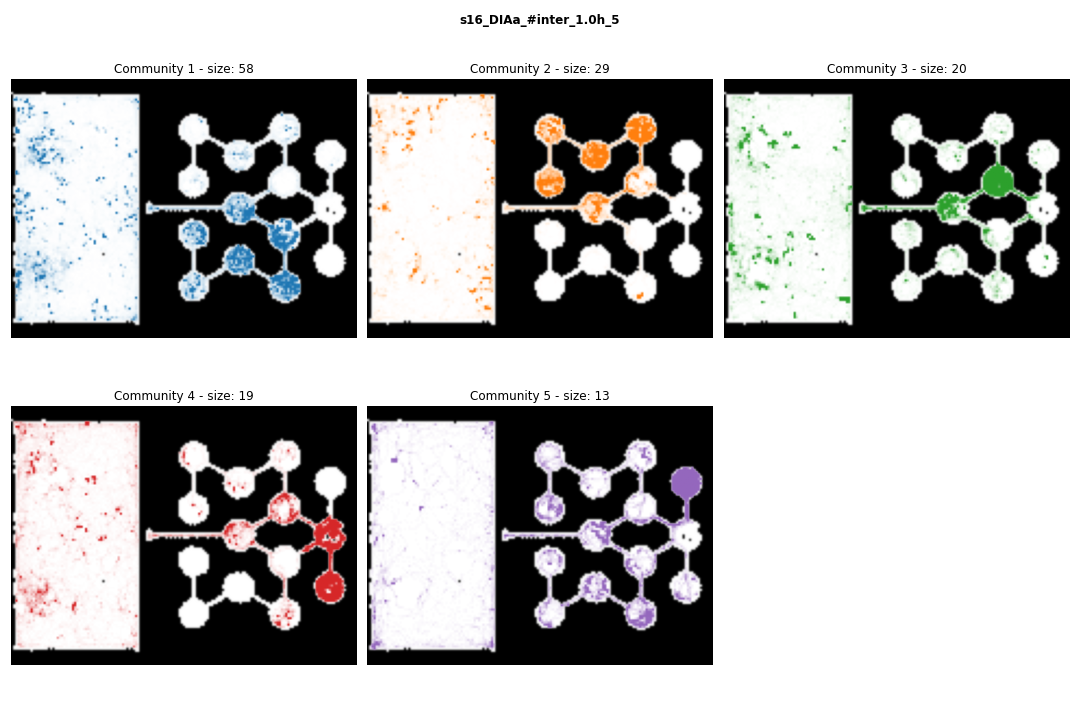 s16_DIAa_#inter_1.0h_5
Community 1 - size: 58
Community 2 - size: 29
Community 3 - size: 20
Community 4 - size: 19
Community 5 - size: 13